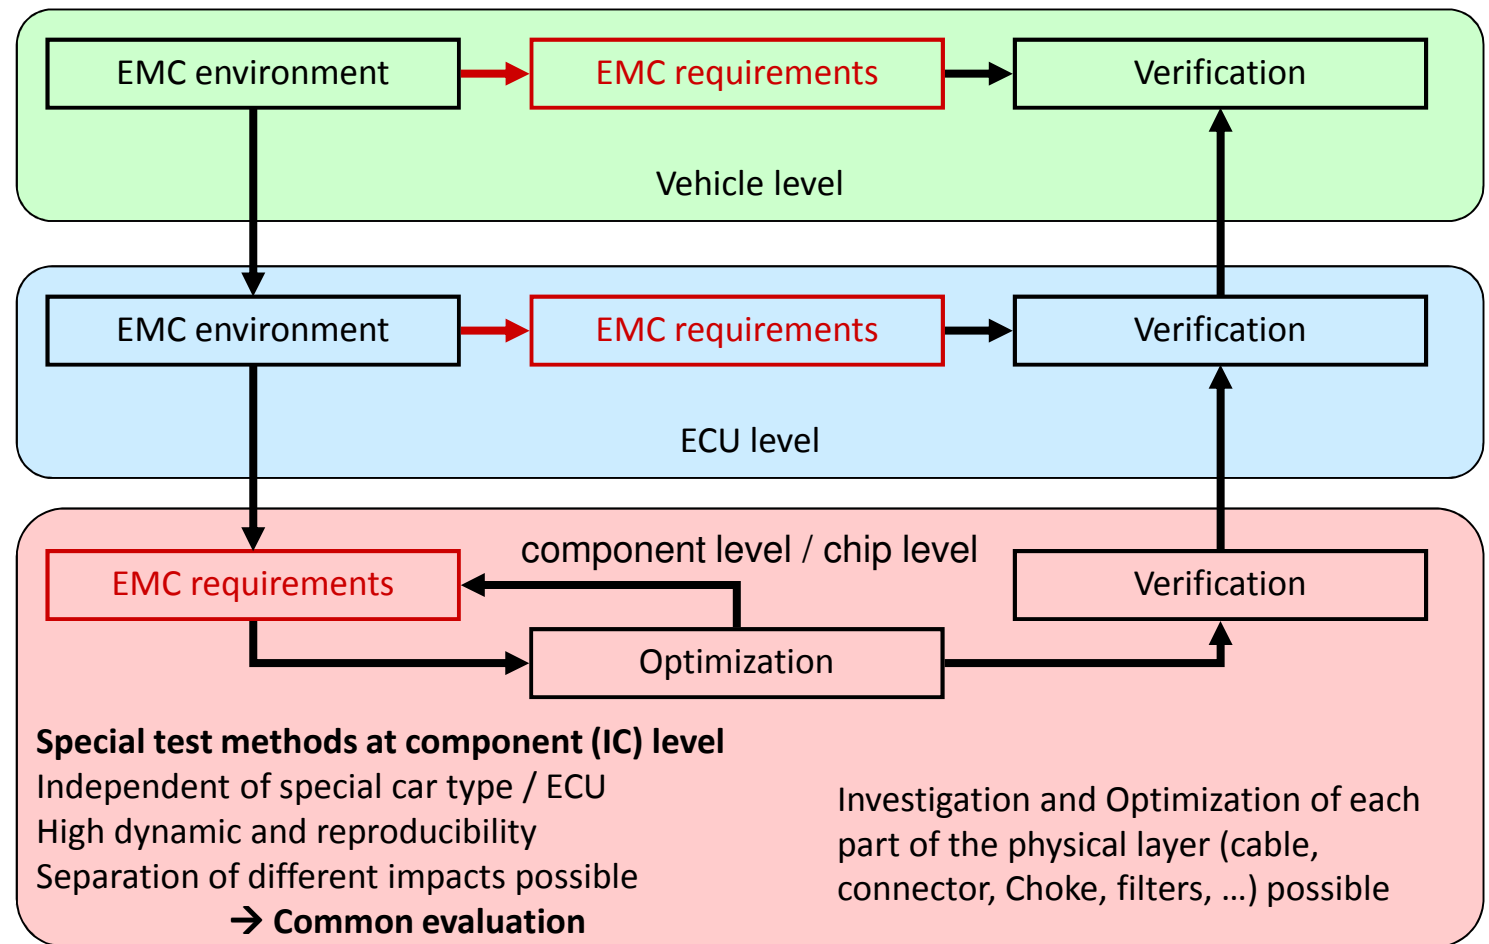 EMC environment
EMC requirements
Verification
Vehicle level
EMC environment
EMC requirements
Verification
ECU level
component level / chip level
EMC requirements
Verification
Optimization
Special test methods at component (IC) level
Independent of special car type / ECU
High dynamic and reproducibility
Separation of different impacts possible
→ Common evaluation
Investigation and Optimization of each
part of the physical layer (cable,
connector, Choke, filters, ...) possible